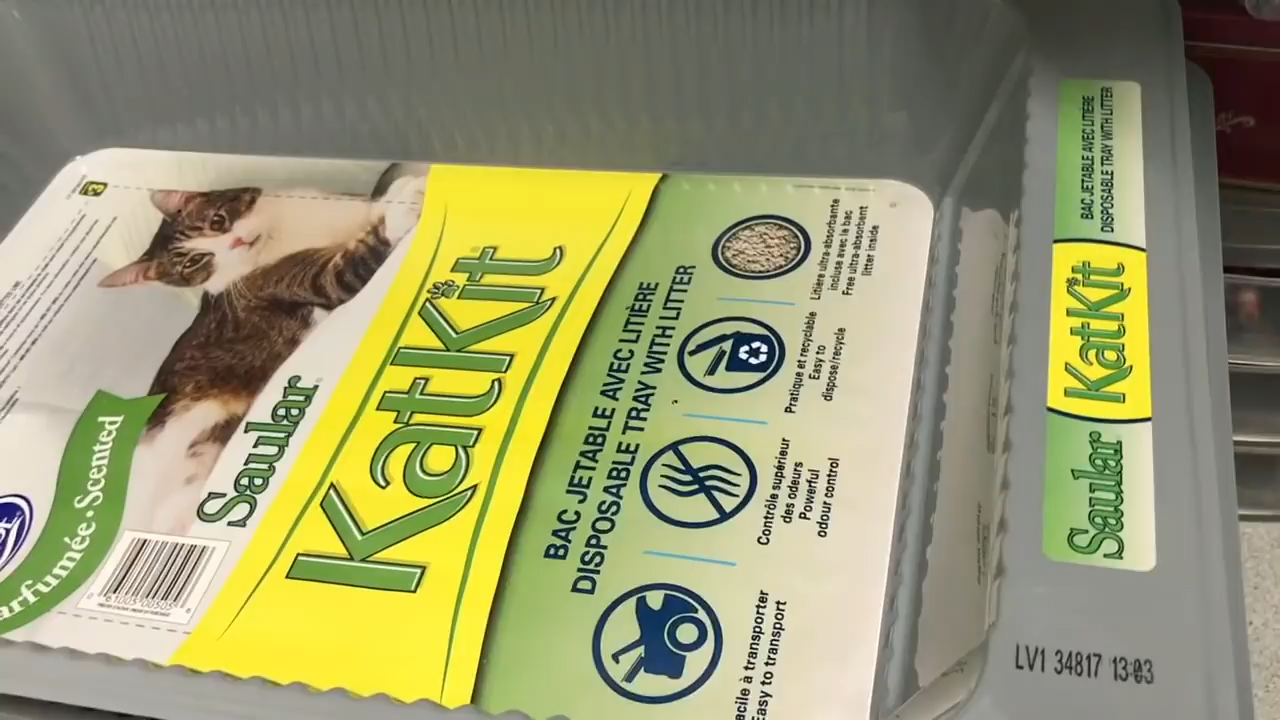 Parfumée · Scented
Saular
KatKit
BAC JETABLE AVEC LITIÈRE
DISPOSABLE TRAY WITH LITTER
Litière ultra-absorbante
incluse avec le bac
Free ultra-absorbent
litter inside
Pratique et recyclable
Easy to
dispose/recycle
Contrôle supérieur
des odeurs
Powerful
odour control
acile à transporter
Easy to transport
Saular
KatKit
BAC JETABLE AVEC LITIÈRE
DISPOSABLE TRAY WITH LITTER
LV1 34817 13:03